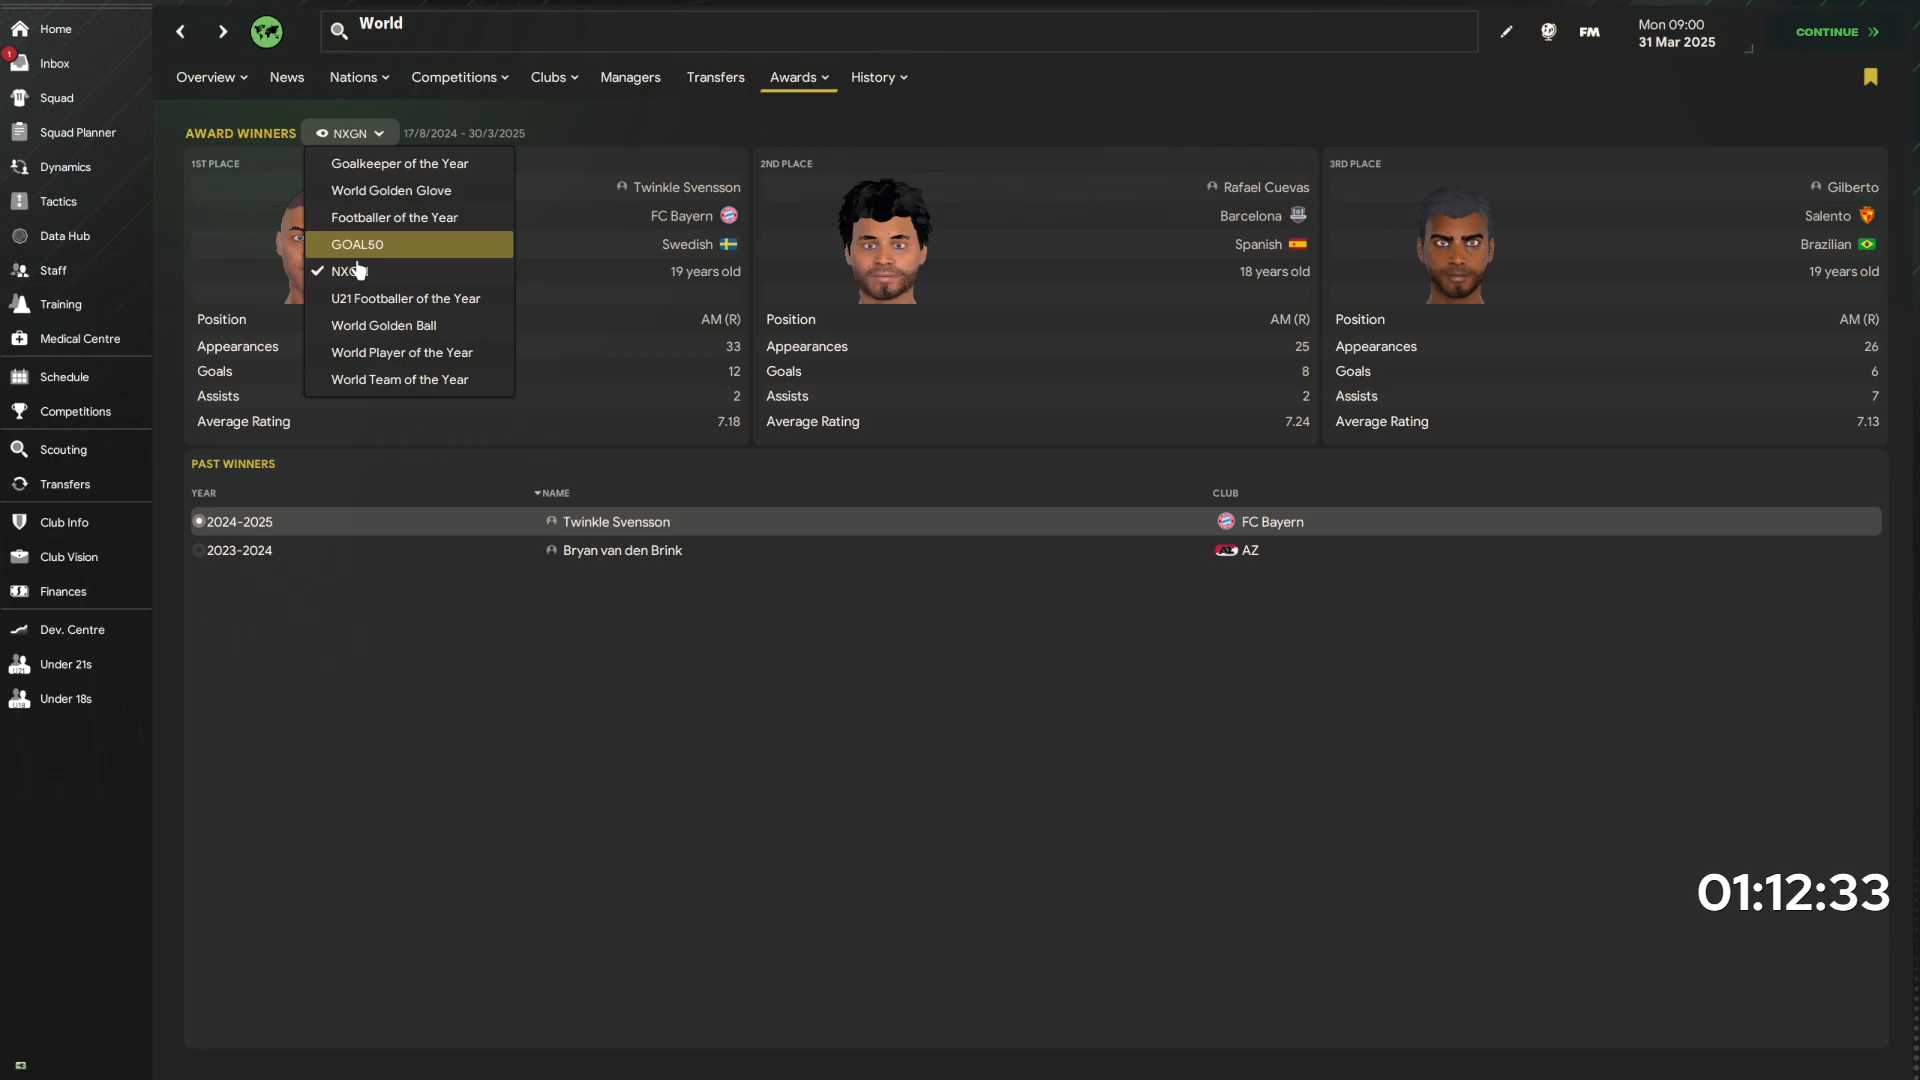 Home
1
Inbox
Squad
Squad Planner
Dynamics
Tactics
Data Hub
Staff
Training
Medical Centre
Schedule
Competitions
Scouting
Transfers
Club Info
Club Vision
Finances
Dev. Centre
Under 21s
Under 18s
World
FM
Mon 09:00
31 Mar 2025
CONTINUE
Overview
News
Nations
Competitions
Clubs
Managers
Transfers
Awards
History
AWARD WINNERS
NXGN
17/8/2024 - 30/3/2025
Goalkeeper of the Year
World Golden Glove
Footballer of the Year
GOAL50
U21 Footballer of the Year
World Golden Ball
World Player of the Year
World Team of the Year
1ST PLACE
Twinkle Svensson
FC Bayern
Swedish
19 years old
Position AM (R)
Appearances 33
Goals 12
Assists 2
Average Rating 7.18
2ND PLACE
Rafael Cuevas
Barcelona
Spanish
18 years old
Position AM (R)
Appearances 25
Goals 8
Assists 2
Average Rating 7.24
3RD PLACE
Gilberto
Salento
Brazilian
19 years old
Position AM (R)
Appearances 26
Goals 6
Assists 7
Average Rating 7.13
PAST WINNERS
YEAR NAME CLUB
2024-2025 Twinkle Svensson FC Bayern
2023-2024 Bryan van den Brink AZ
01:12:33